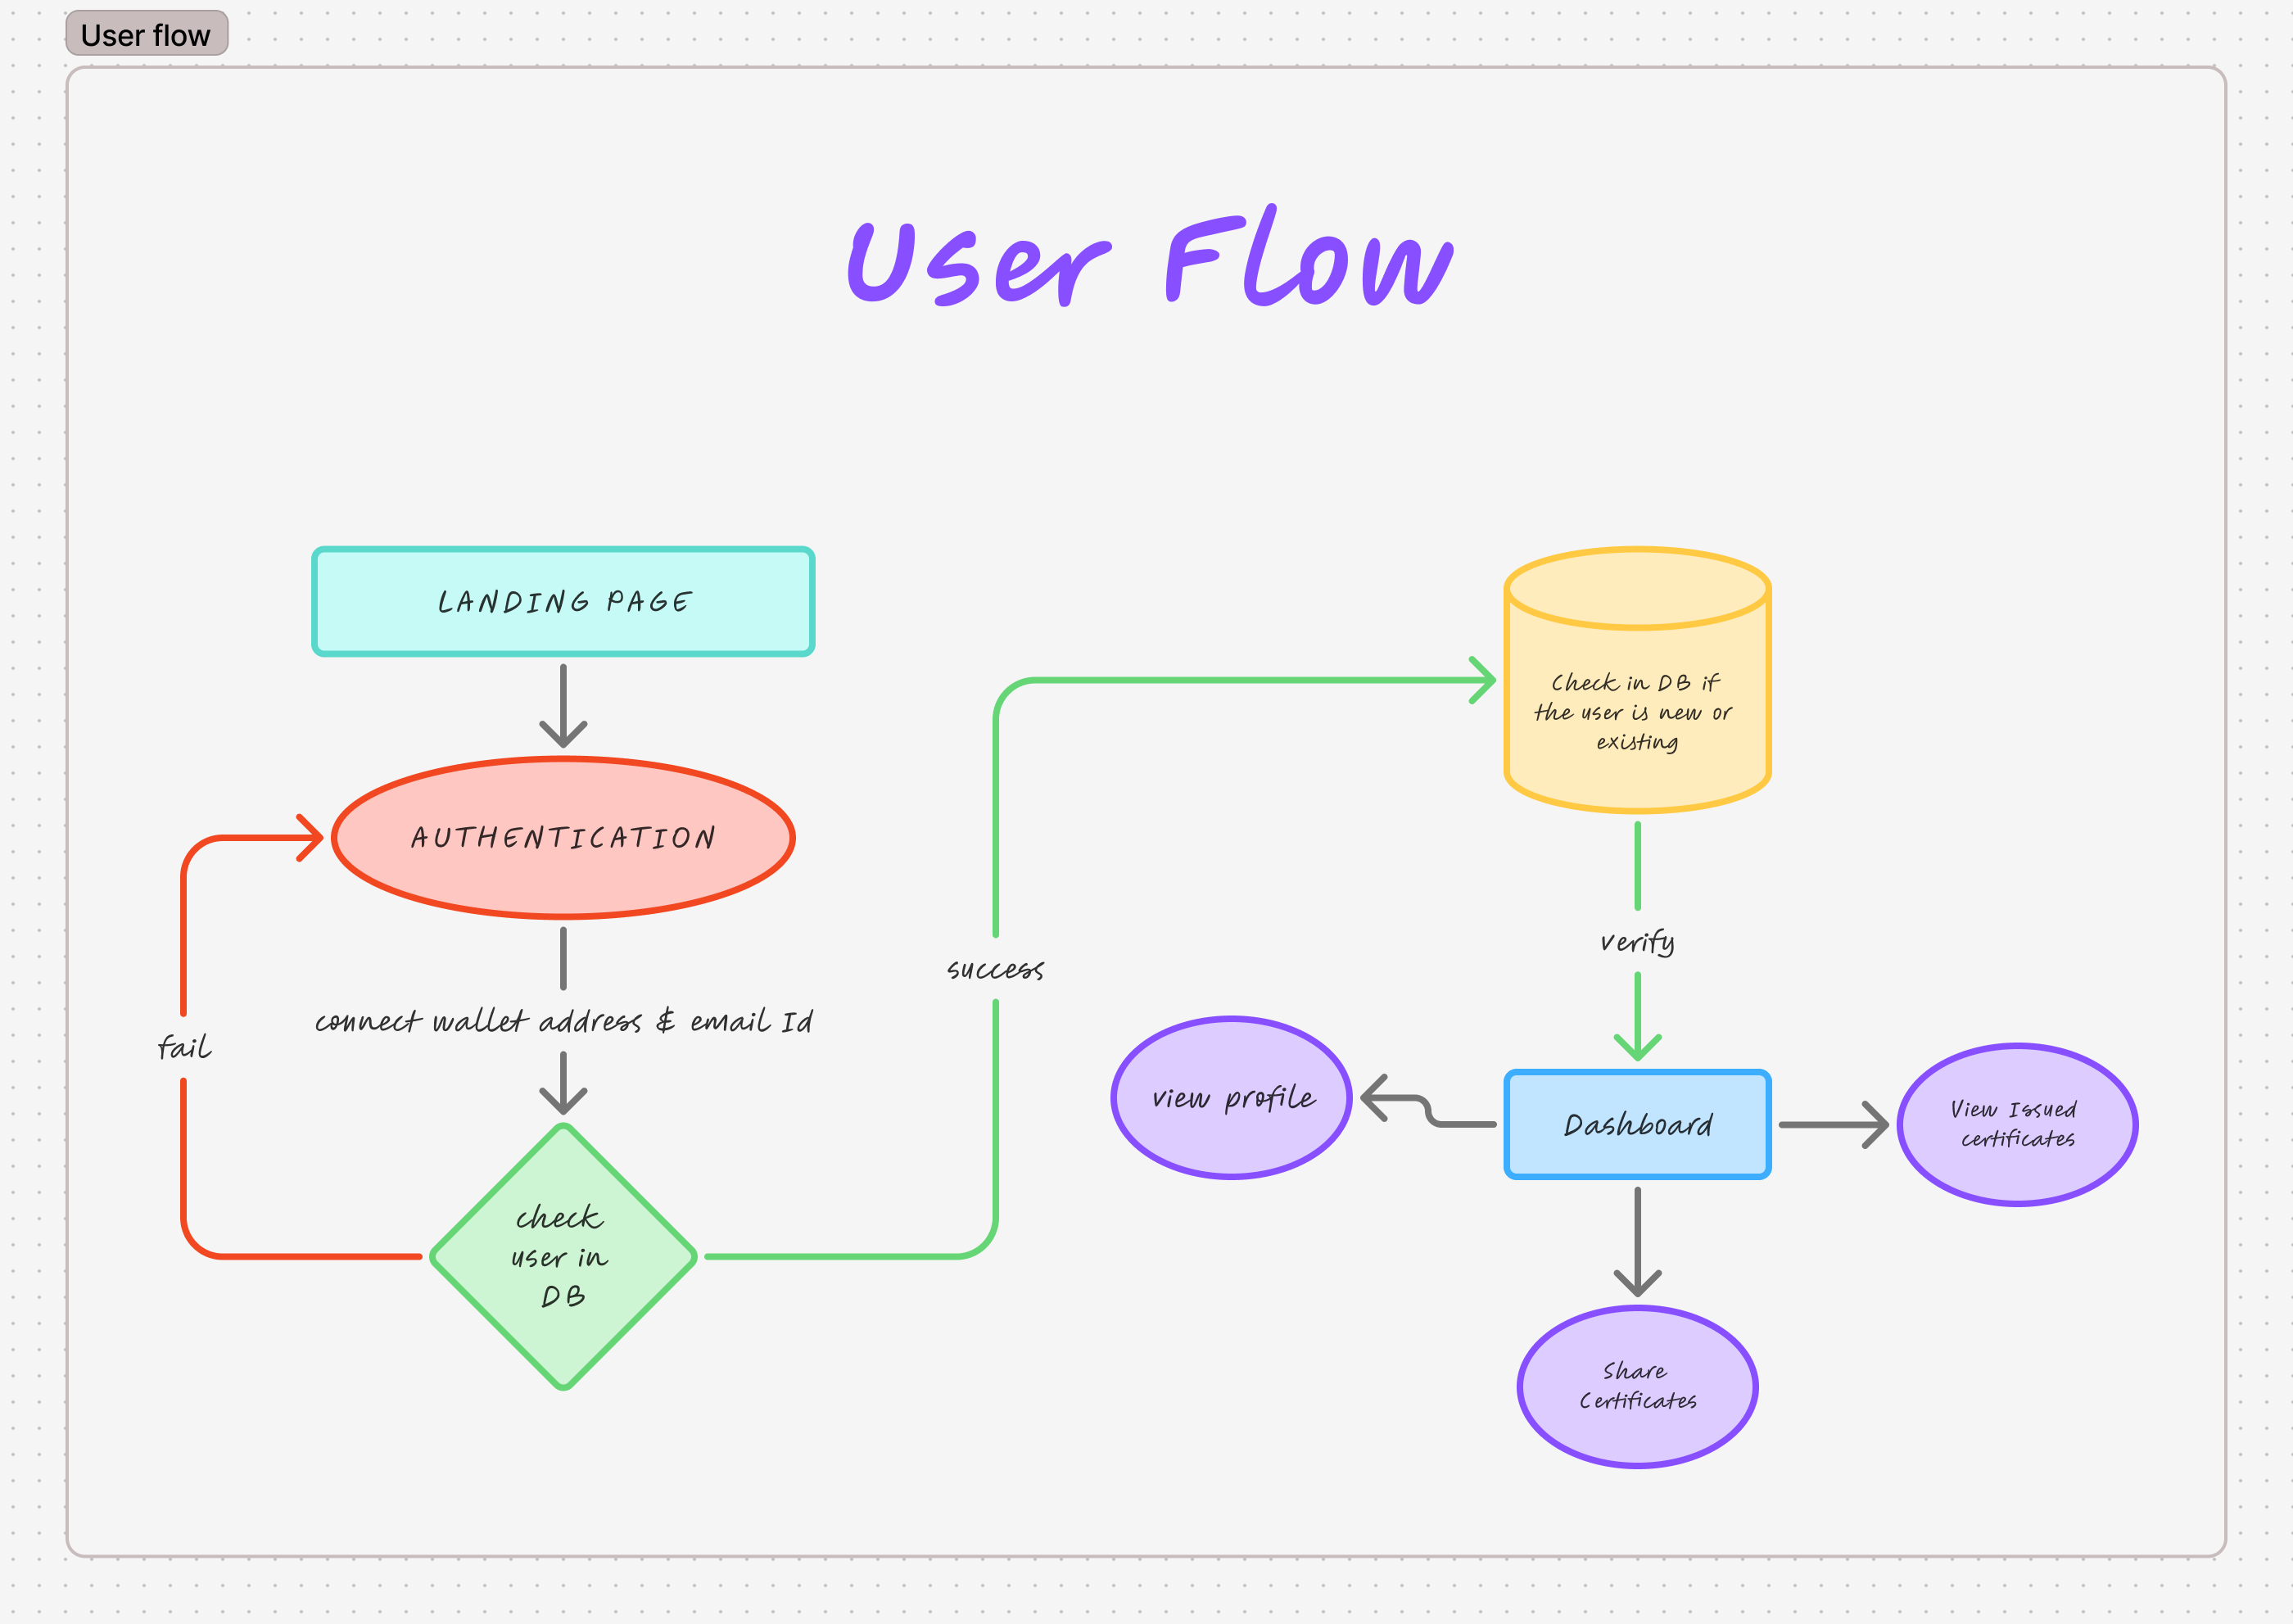 User flow
User Flow
LANDING PAGE
AUTHENTICATION
connect wallet address & email Id
fail
check
user in
DB
success
Check in DB if
the user is new or
existing
verify
Dashboard
view profile
View Issued
certificates
Share
Certificates